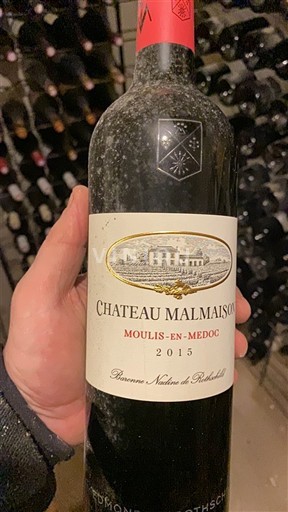 CHATEAU MALMAISON
MOULIS-EN-MEDOC
2015
Baronne Nadine de Rothschild